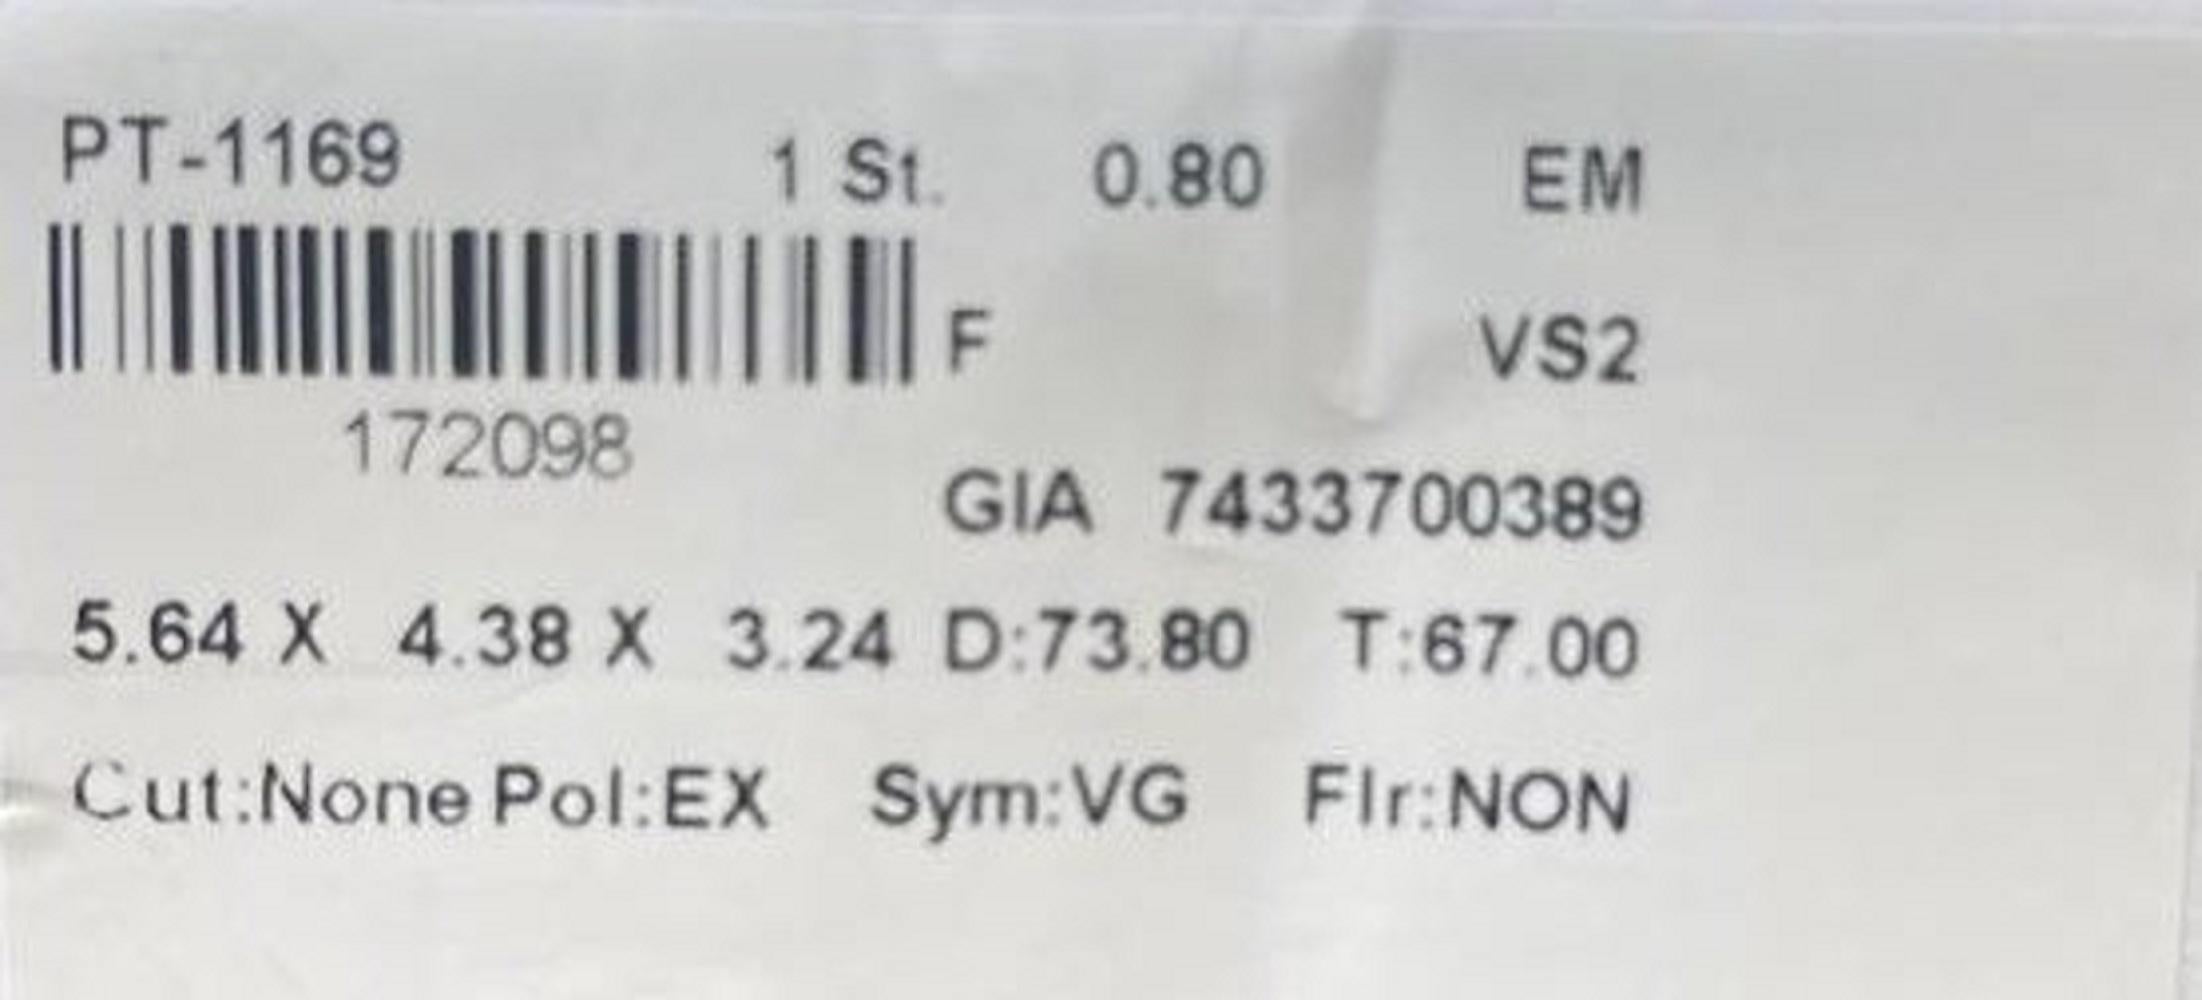 PT-1169 1 St. 0.80 EM
F VS2
172098
GIA 7433700389
5.64 X 4.38 X 3.24 D:73.80 T:67.00
Cut:None Pol:EX Sym:VG Flr:NON